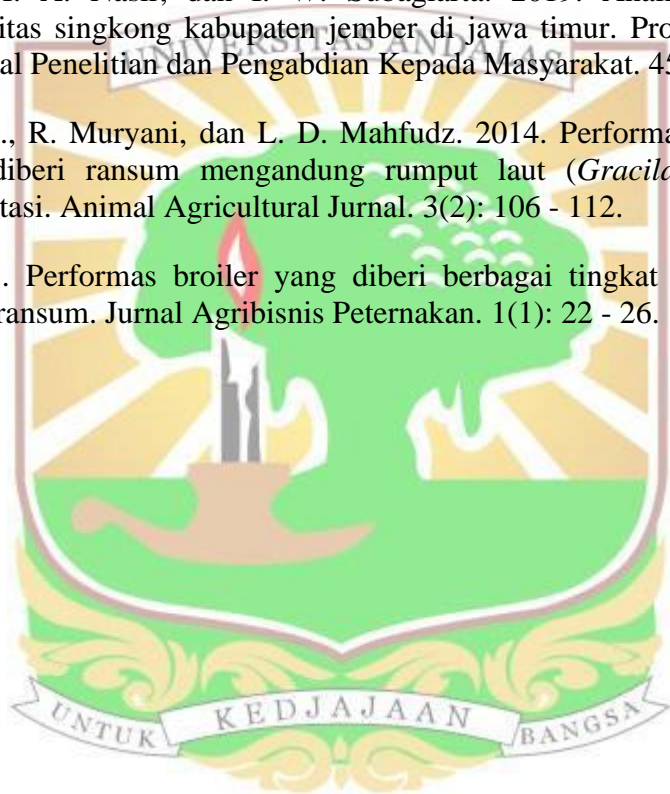 A. Nasir, dan I. W. Subagiarta. 2019.
itas singkong kabupaten jember di jawa timur. Pro
al Penelitian dan Pengabdian Kepada Masyarakat. 45
UNIVERSITAS ANDALAS
., R. Muryani, dan L. D. Mahfudz. 2014. Performa
diberi ransum mengandung rumput laut (Gracila
tasi. Animal Agricultural Jurnal. 3(2): 106 - 112.
. Performas broiler yang diberi berbagai tingkat
ransum. Jurnal Agribisnis Peternakan. 1(1): 22 - 26.
UNTUK KEDJAJAAN BANGSA